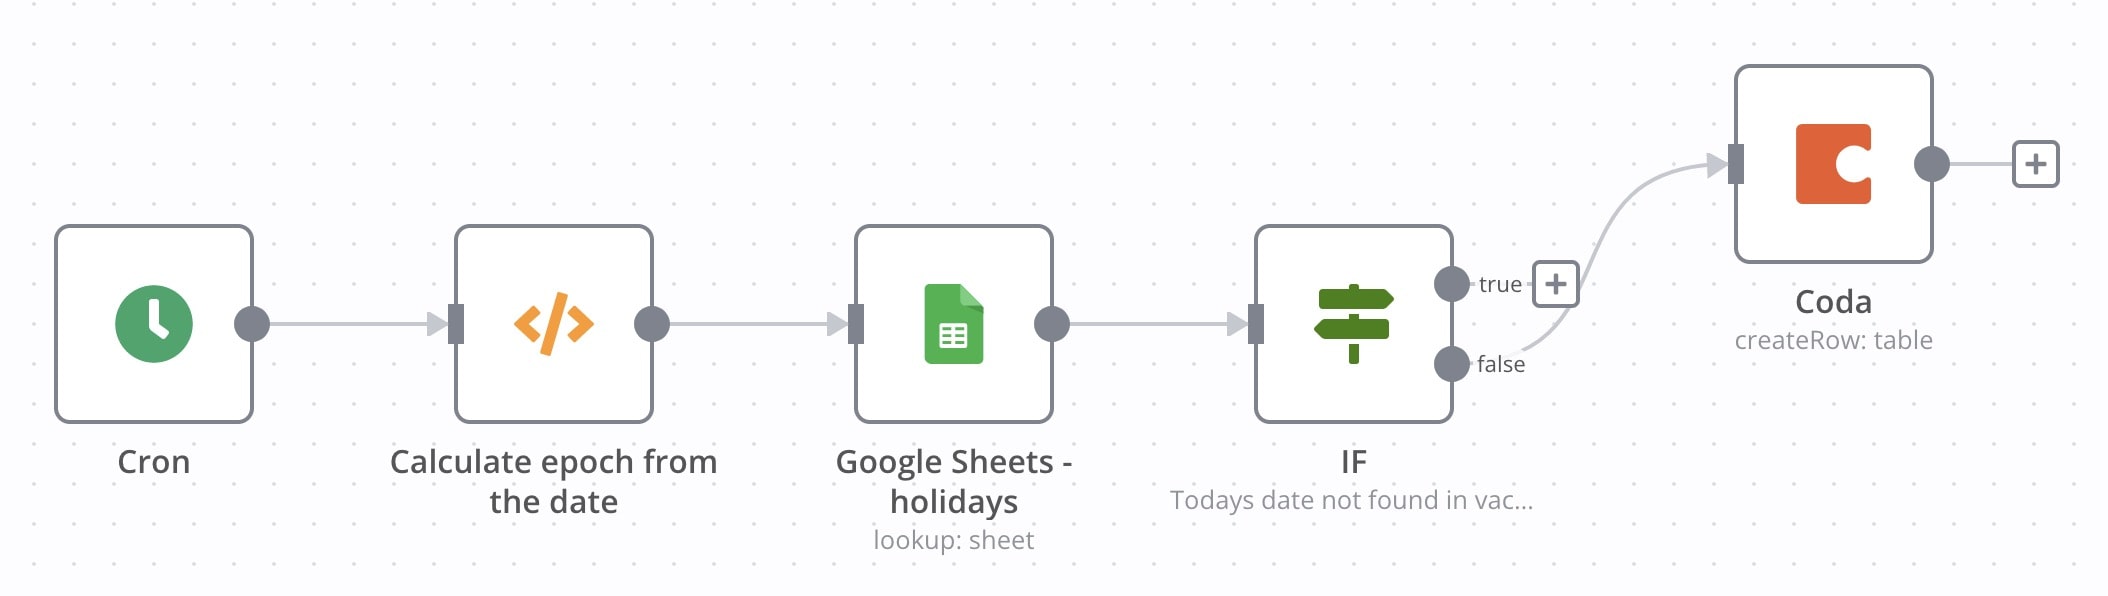 Cron
Calculate epoch from
the date
Google Sheets -
holidays
lookup: sheet
IF
Todays date not found in vac...
true
false
Coda
createRow: table